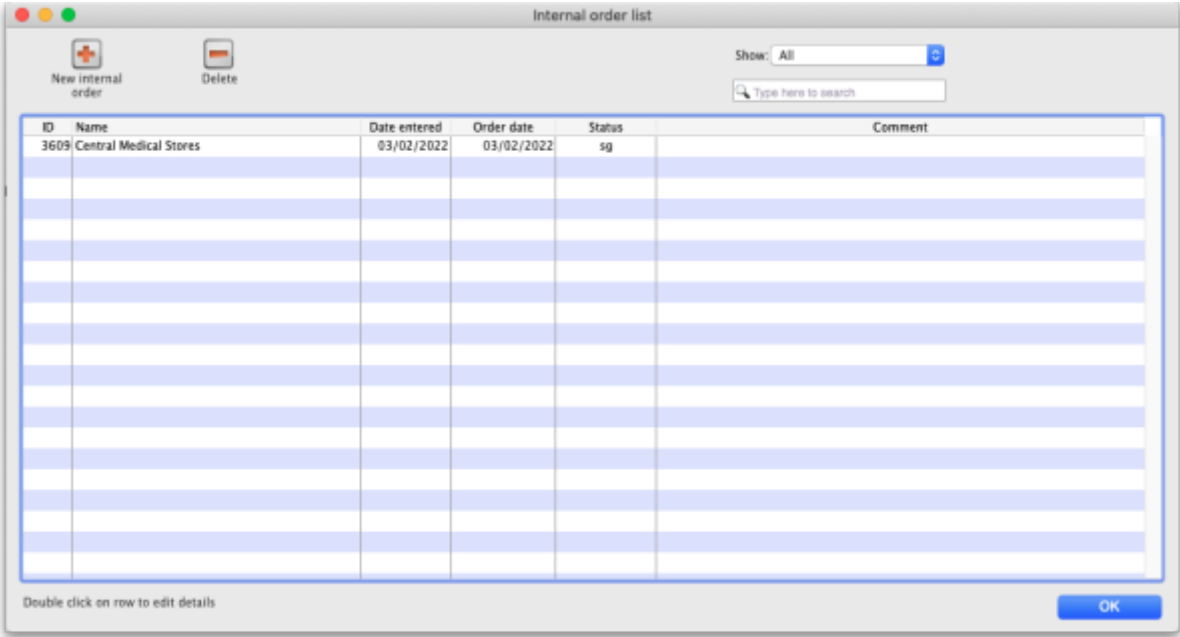 Internal order list
New internal
order
Delete
Show: All
Type here to search
ID Name Date entered Order date Status Comment
3609 Central Medical Stores 03/02/2022 03/02/2022 sg
Double click on row to edit details
OK